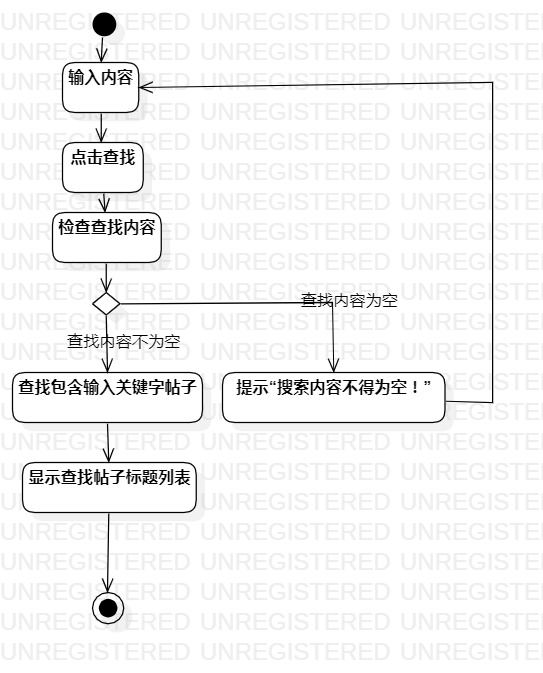 输入内容
点击查找
检查查找内容
查找内容为空
查找内容不为空
查找包含输入关键字帖子
提示“搜索内容不得为空！”
显示查找帖子标题列表
UNREGISTERED UNREGISTERED UNREGISTERED